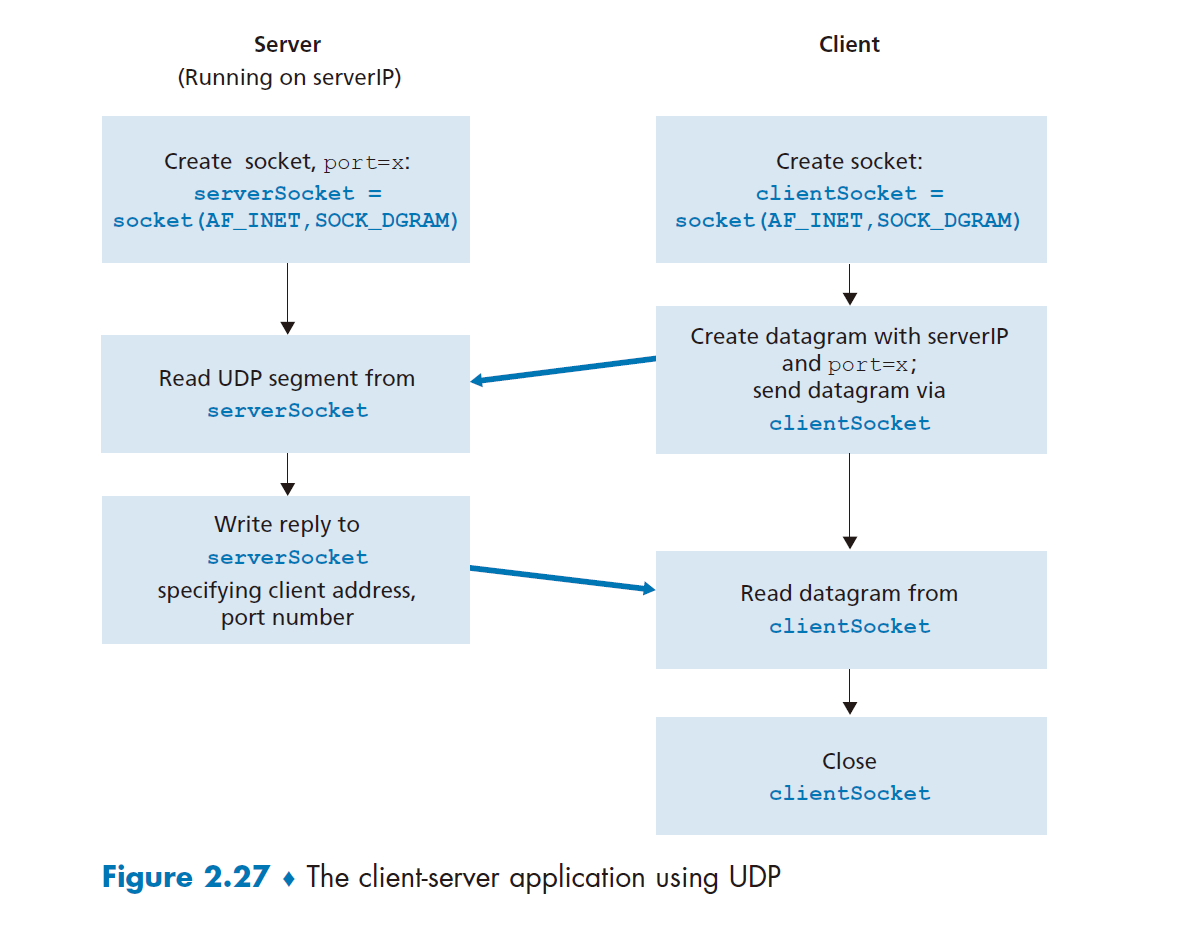 Server
(Running on serverIP)
Create socket, port=x:
serverSocket =
socket(AF_INET,SOCK_DGRAM)
Read UDP segment from
serverSocket
Write reply to
serverSocket
specifying client address,
port number
Client
Create socket:
clientSocket =
socket(AF_INET,SOCK_DGRAM)
Create datagram with serverIP
and port=x;
send datagram via
clientSocket
Read datagram from
clientSocket
Close
clientSocket
Figure 2.27 ♦ The client-server application using UDP